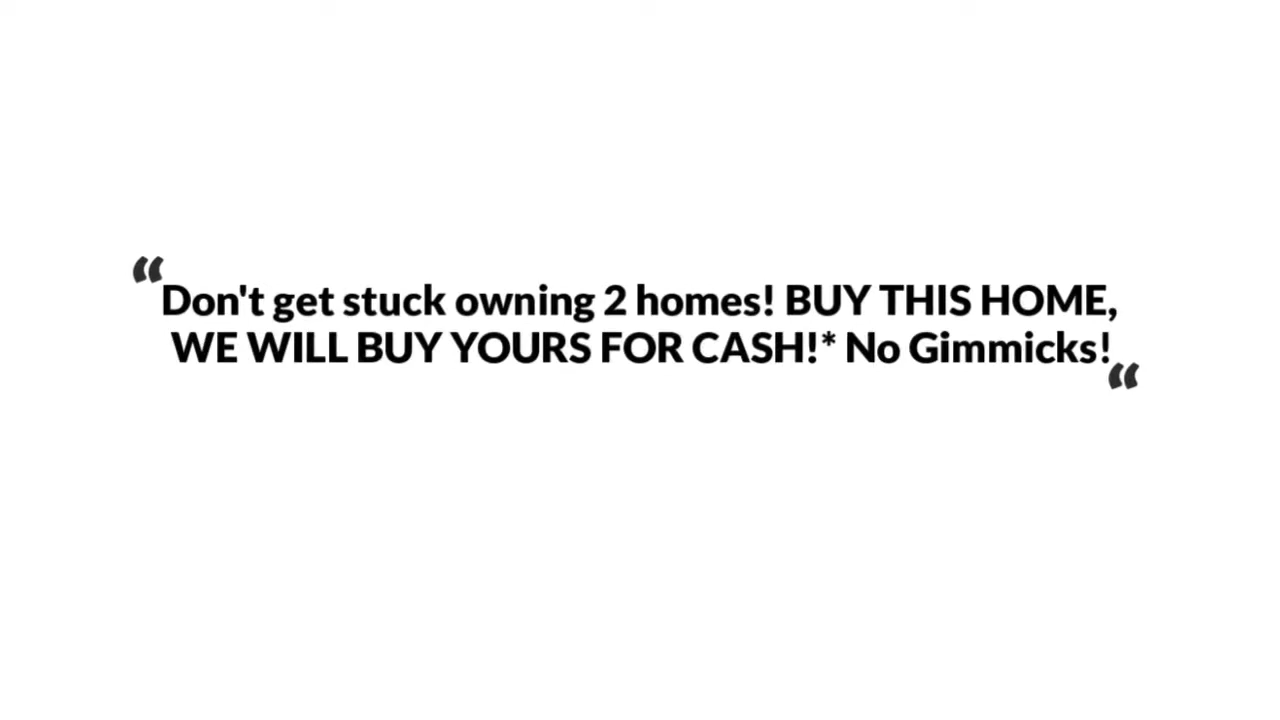 “Don't get stuck owning 2 homes! BUY THIS HOME,
WE WILL BUY YOURS FOR CASH!* No Gimmicks!“